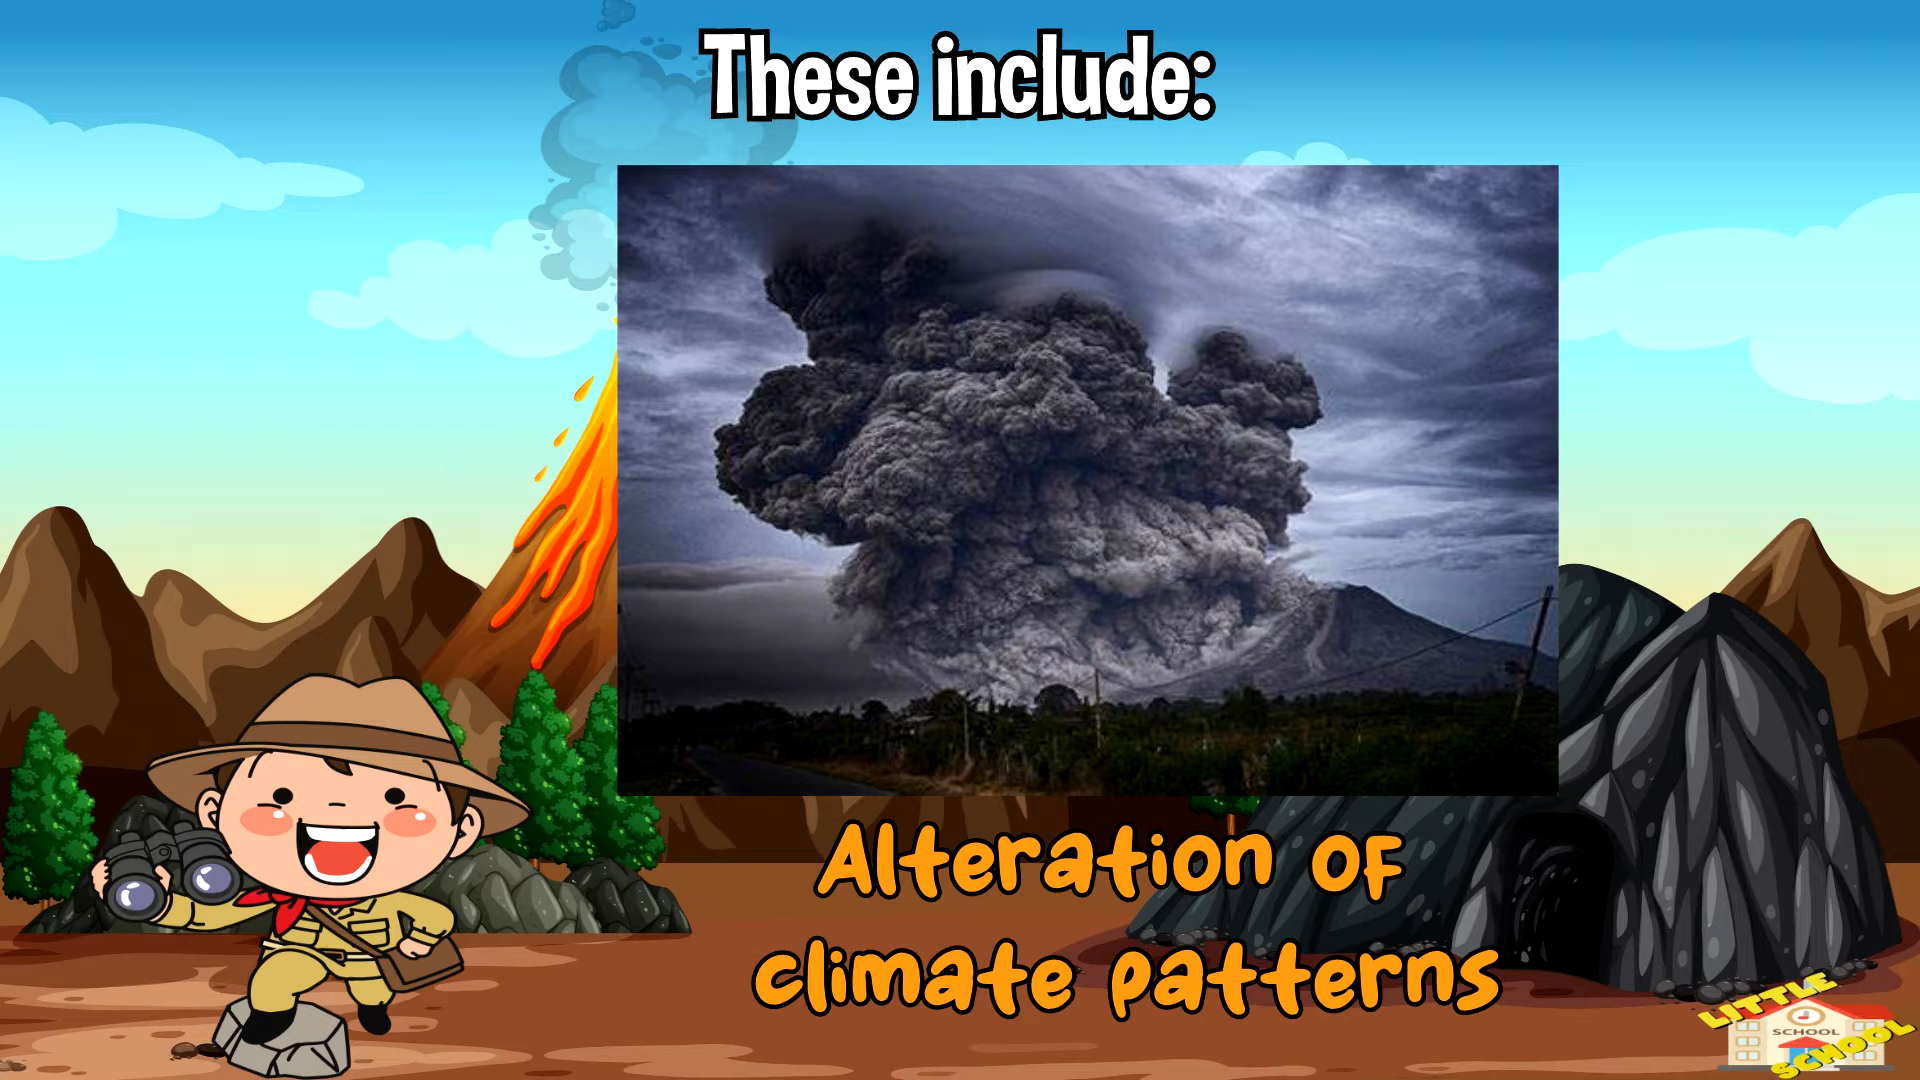 These include:
Alteration of
climate patterns
LITTLE
SCHOOL
SCHOOL